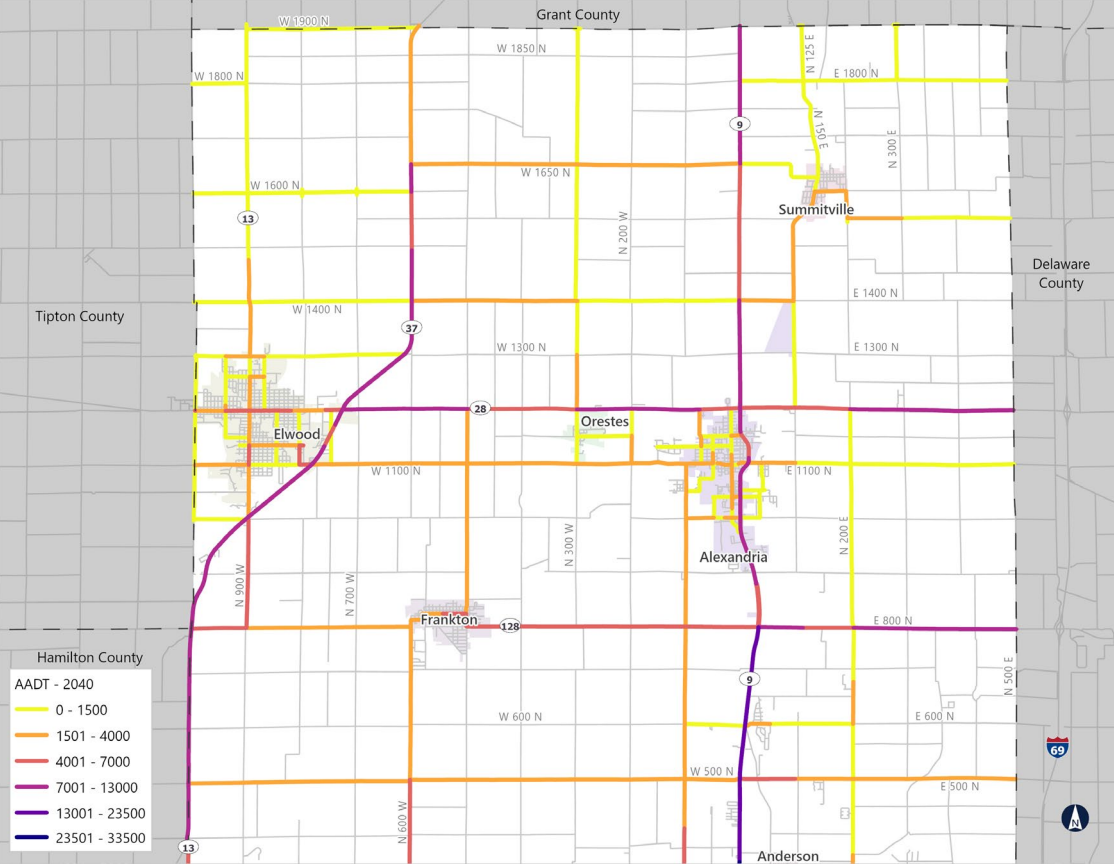 Grant County
W 1900 N
W 1850 N
N 125 E
W 1800 N
E 1800 N
9
N 150 E
N 300 E
W 1650 N
W 1600 N
Summitville
13
N 200 W
Delaware
County
E 1400 N
W 1400 N
Tipton County
37
W 1300 N
E 1300 N
28
Orestes
Elwood
W 1100 N
E 1100 N
N 200 E
N 300 W
Alexandria
N 900 W
N 700 W
Frankton
128
E 800 N
Hamilton County
N 500 E
9
AADT - 2040
0 - 1500
1501 - 4000
4001 - 7000
7001 - 13000
13001 - 23500
23501 - 33500
W 600 N
E 600 N
69
W 500 N
E 500 N
N 600 W
N
13
Anderson